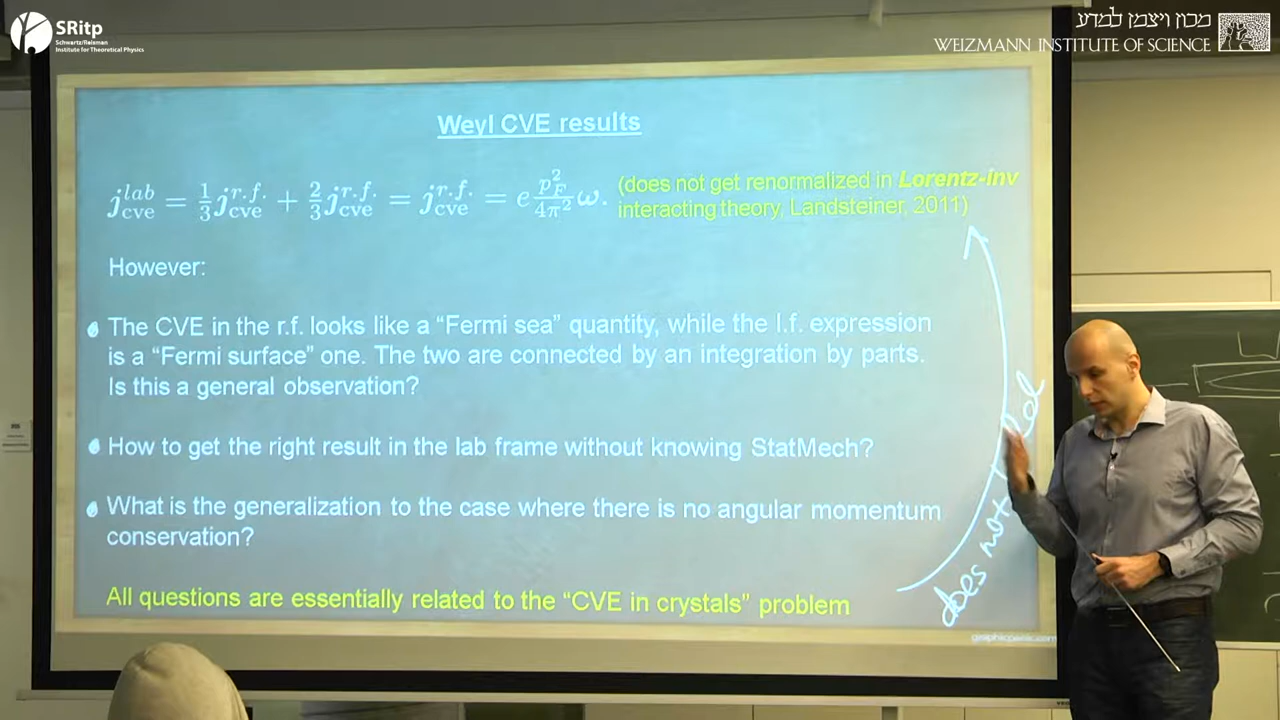 SRitp
Schwartz/Reisman
Institute for Theoretical Physics
מכון ויצמן למדע
WEIZMANN INSTITUTE OF SCIENCE
Weyl CVE results
j^{lab}_{cve} = \frac{1}{3} j^{r.f.}_{cve} + \frac{2}{3} j^{r.f.}_{cve} = j^{r.f.}_{cve} = e \frac{p_F^2}{4π^2} ω.
(does not get renormalized in Lorentz-inv
interacting theory, Landsteiner, 2011)
However:
The CVE in the r.f. looks like a “Fermi sea” quantity, while the l.f. expression
is a “Fermi surface” one. The two are connected by an integration by parts.
Is this a general observation?
How to get the right result in the lab frame without knowing StatMech?
What is the generalization to the case where there is no angular momentum
conservation?
All questions are essentially related to the “CVE in crystals” problem
does not